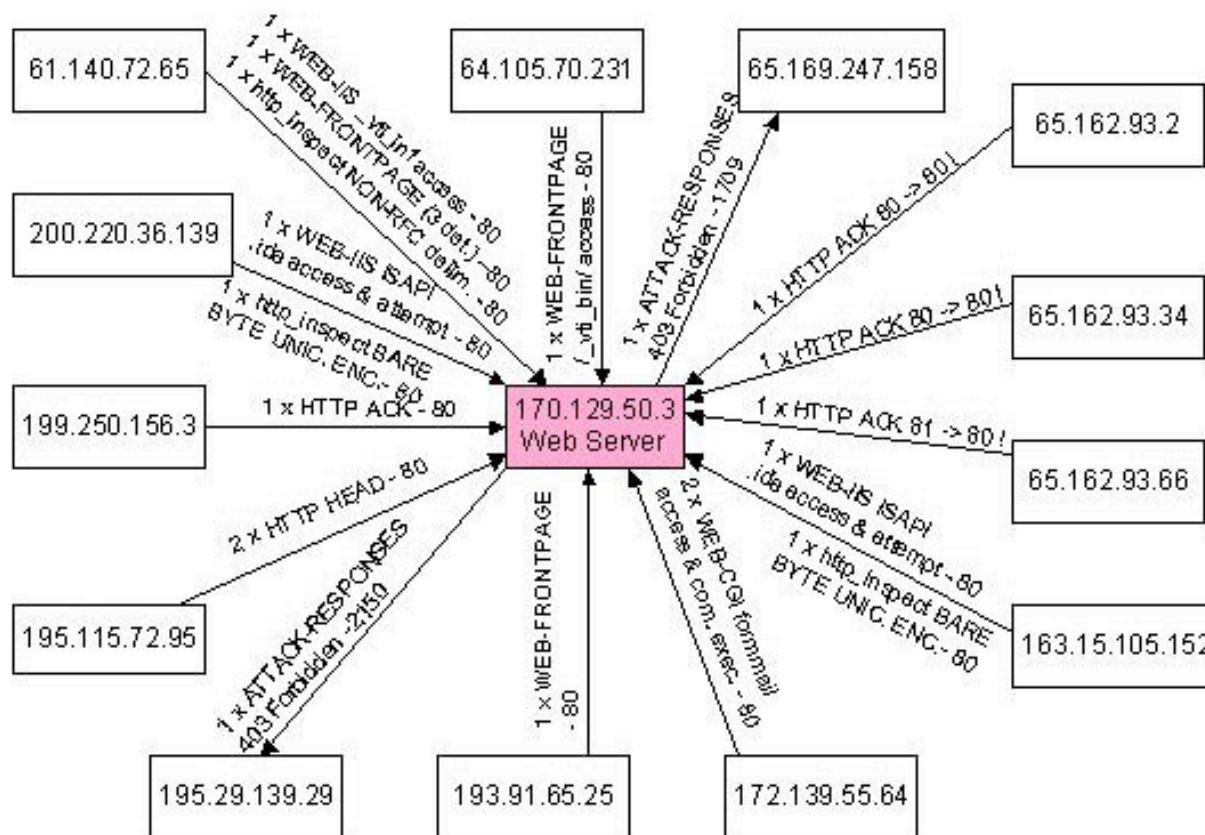 61.140.72.65
1 x WEB-IIS _vti_inf access - 80
1 x WEB-FRONTPAGE (3 det.) - 80
1 x http_inspect NON-RFC delim. - 80
64.105.70.231
1 x WEB-FRONTPAGE
/_vti_bin/ access - 80
65.169.247.158
1 x ATTACK-RESPONSES
403 Forbidden - 1709
65.162.93.2
1 x HTTP ACK 80 -> 80 !
200.220.36.139
1 x WEB-IIS ISAPI
.ida access & attempt - 80
1 x http_inspect BARE
BYTE UNIC. ENC.- 80
65.162.93.34
1 x HTTP ACK 80 -> 80 !
199.250.156.3
1 x HTTP ACK - 80
170.129.50.3
Web Server
1 x HTTP ACK 81 -> 80 !
65.162.93.66
195.115.72.95
2 x HTTP HEAD - 80
1 x WEB-IIS ISAPI
.ida access & attempt - 80
1 x http_inspect BARE
BYTE UNIC. ENC.- 80
163.15.105.152
1 x ATTACK-RESPONSES
403 Forbidden -2150
195.29.139.29
1 x WEB-FRONTPAGE
- 80
193.91.65.25
2 x WEB-CGI formmail
access & com. exec. - 80
172.139.55.64